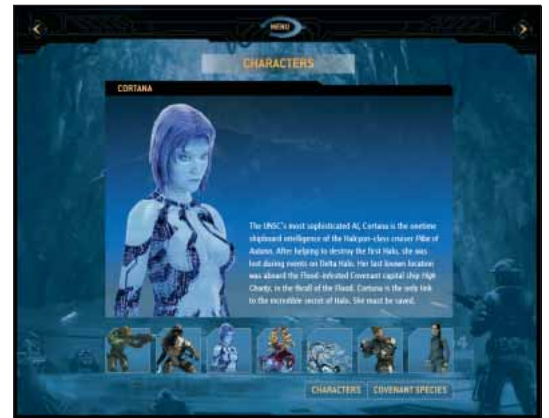 MENU
CHARACTERS
CORTANA
The UNSC's most sophisticated AI, Cortana is the onetime
shipboard intelligence of the Halcyon-class cruiser Pillar of
Autumn. After helping to destroy the first Halo, she was
lost during events on Delta Halo. Her last known location
was aboard the Flood-infested Covenant capital ship High
Charity, in the thrall of the Flood. Cortana is the only link
to the incredible secret of Halo. She must be saved.
CHARACTERS COVENANT SPECIES